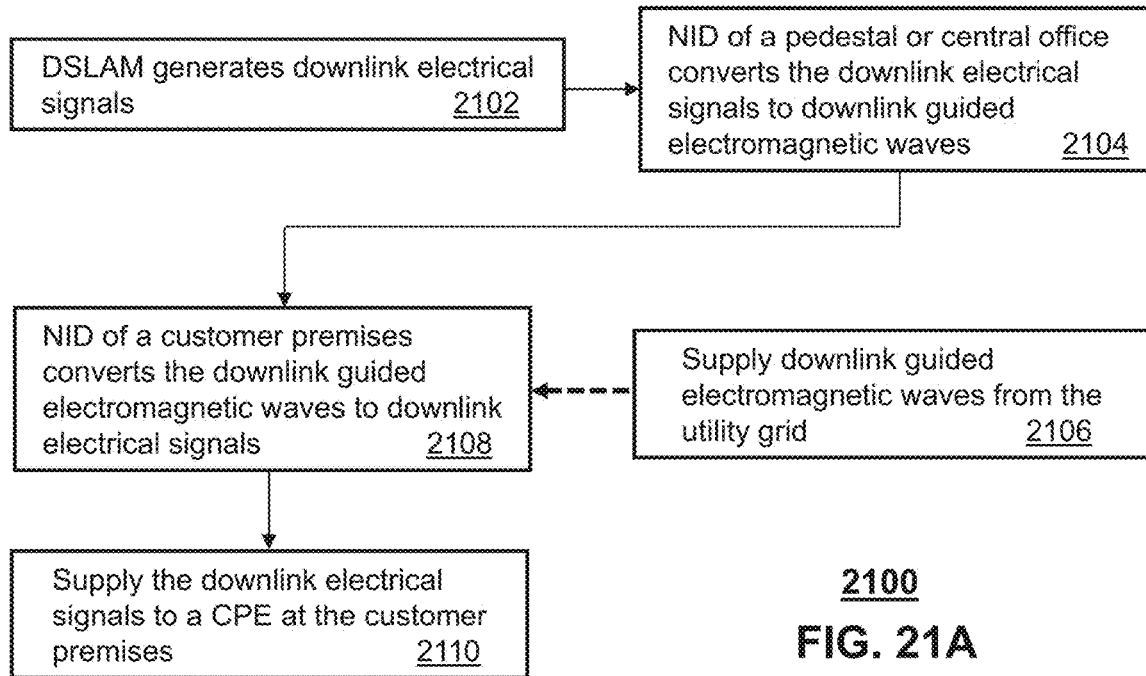 DSLAM generates downlink electrical
signals 2102
NID of a pedestal or central office
converts the downlink electrical
signals to downlink guided
electromagnetic waves 2104
NID of a customer premises
converts the downlink guided
electromagnetic waves to downlink
electrical signals 2108
Supply downlink guided
electromagnetic waves from the
utility grid 2106
Supply the downlink electrical
signals to a CPE at the customer
premises 2110
2100
FIG. 21A